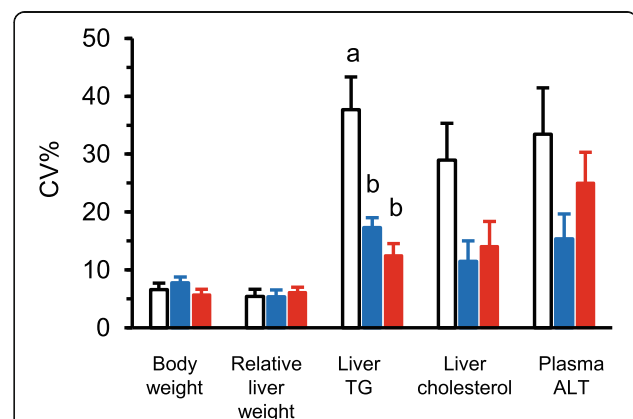 50
40
30
20
10
0
CV%
a
b
b
Body
weight
Relative
liver
weight
Liver
TG
Liver
cholesterol
Plasma
ALT